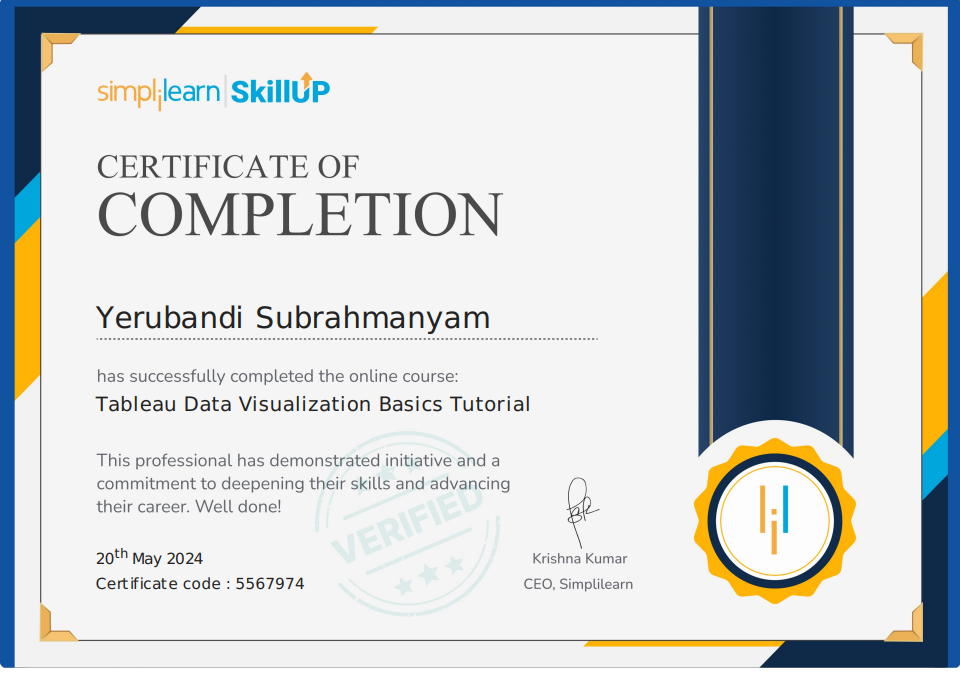 simplilearn | SkillUP
CERTIFICATE OF
COMPLETION
Yerubandi Subrahmanyam
has successfully completed the online course:
Tableau Data Visualization Basics Tutorial
This professional has demonstrated initiative and a
commitment to deepening their skills and advancing
their career. Well done!
VERIFIED
20th May 2024
Certificate code : 5567974
Krishna Kumar
CEO, Simplilearn